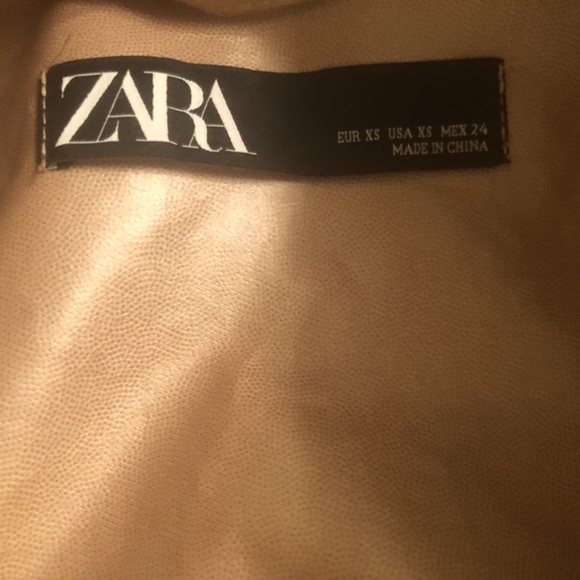 ZARA
EUR XS USA XS MEX 24
MADE IN CHINA